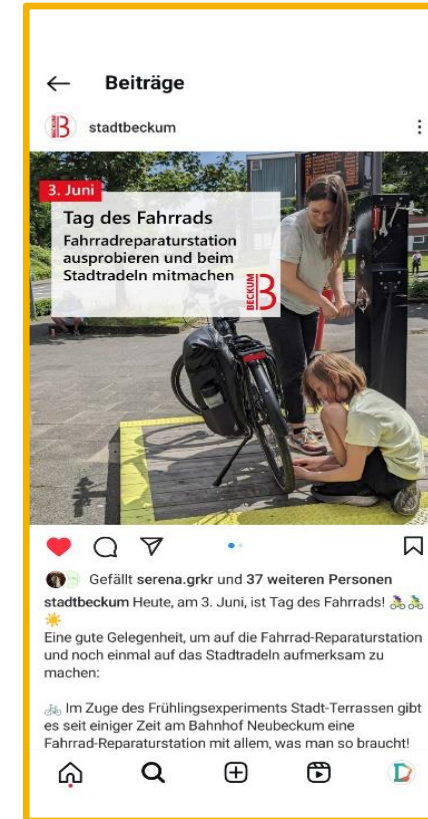 Beiträge
stadtbeckum
3. Juni
Tag des Fahrrads
Fahrradreparaturstation
ausprobieren und beim
Stadtradeln mitmachen
BECKUM
B
Gefällt serena.grkr und 37 weiteren Personen
stadtbeckum Heute, am 3. Juni, ist Tag des Fahrrads! 🚴🚴
☀️
Eine gute Gelegenheit, um auf die Fahrrad-Reparaturstation
und noch einmal auf das Stadtradeln aufmerksam zu
machen:
🚲 Im Zuge des Frühlingsexperiments Stadt-Terrassen gibt
es seit einiger Zeit am Bahnhof Neubeckum eine
Fahrrad-Reparaturstation mit allem, was man so braucht!